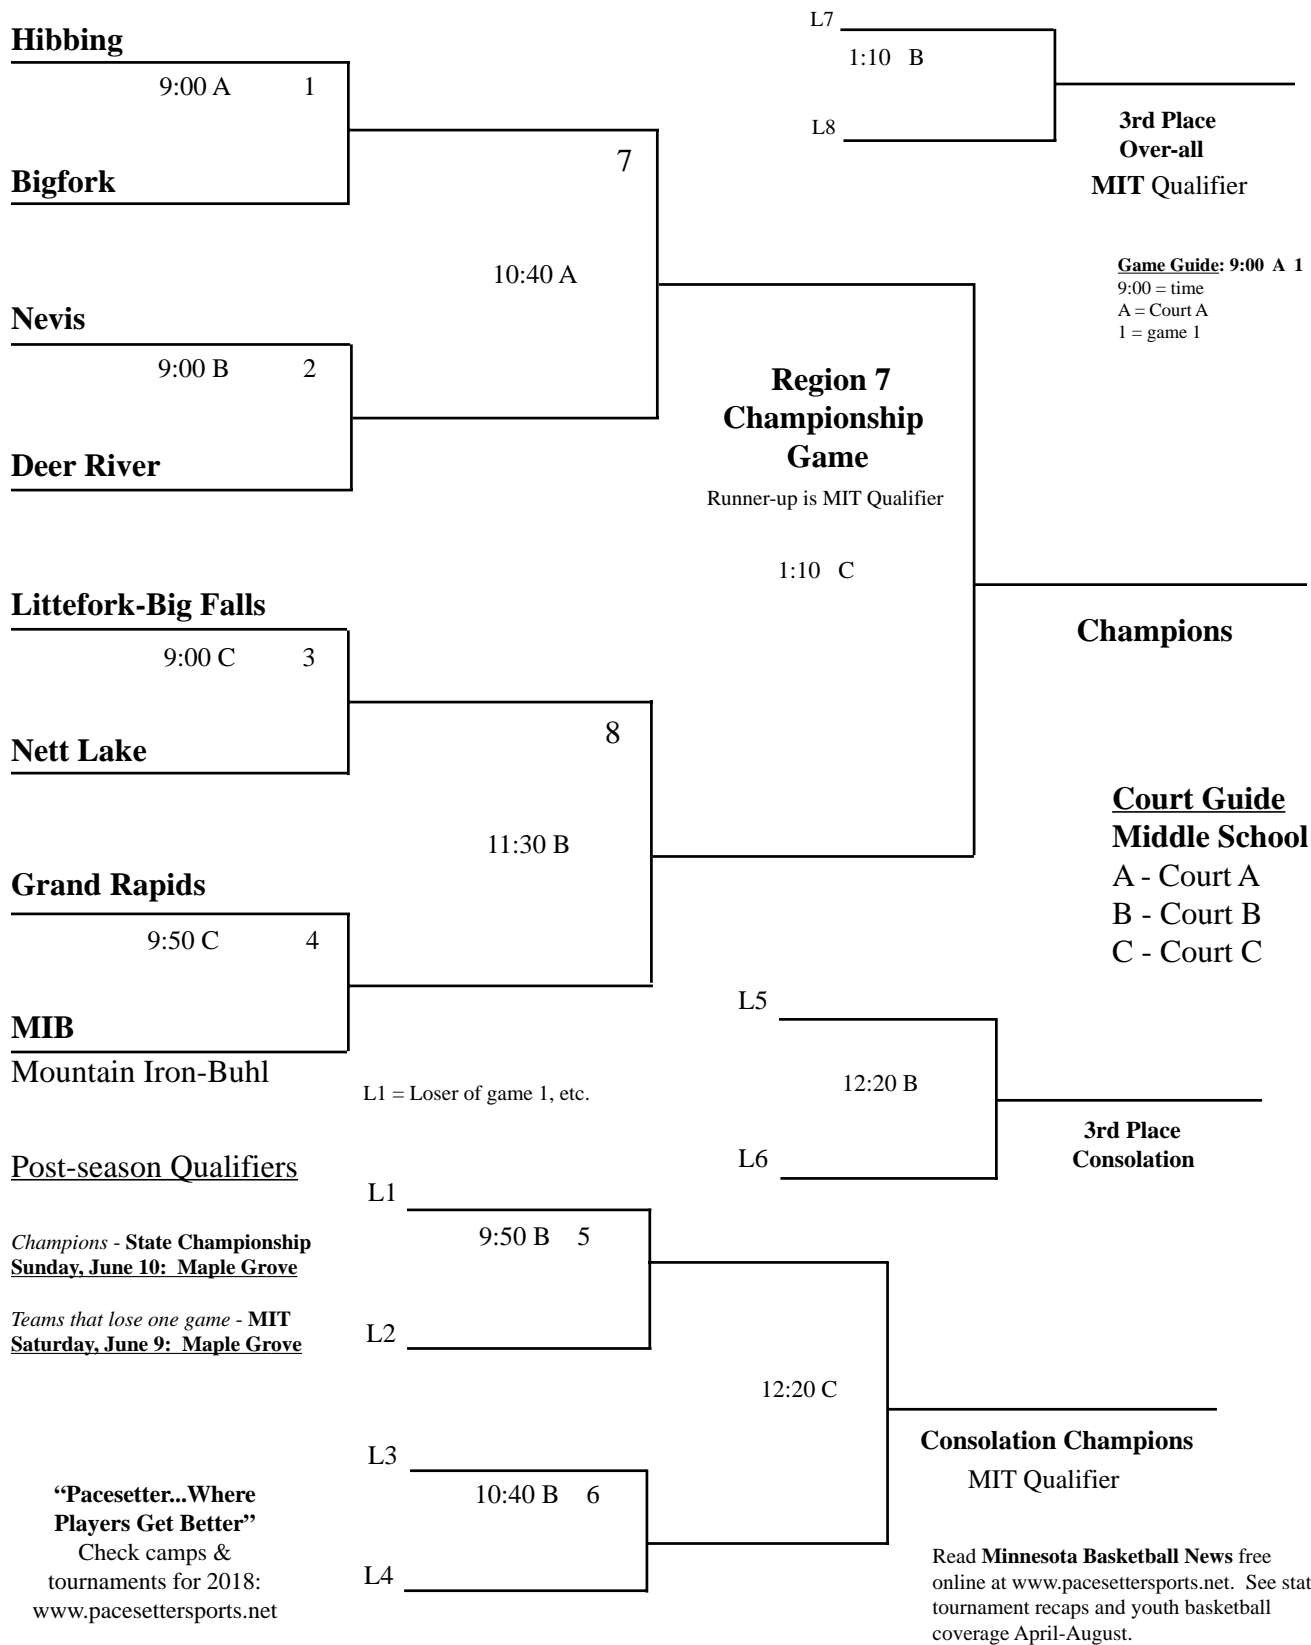 Hibbing
9:00 A 1
Bigfork
7
10:40 A
Nevis
9:00 B 2
Deer River
L7
1:10 B
L8
3rd Place
Over-all
MIT Qualifier
Game Guide: 9:00 A 1
9:00 = time
A = Court A
1 = game 1
Region 7
Championship
Game
Runner-up is MIT Qualifier
1:10 C
Champions
Littefork-Big Falls
9:00 C 3
Nett Lake
8
11:30 B
Grand Rapids
9:50 C 4
MIB
Mountain Iron-Buhl
Court Guide
Middle School
A - Court A
B - Court B
C - Court C
L1 = Loser of game 1, etc.
L5
12:20 B
L6
3rd Place
Consolation
Post-season Qualifiers
Champions - State Championship
Sunday, June 10: Maple Grove
Teams that lose one game - MIT
Saturday, June 9: Maple Grove
L1
9:50 B 5
L2
12:20 C
L3
10:40 B 6
L4
Consolation Champions
MIT Qualifier
“Pacesetter...Where
Players Get Better”
Check camps &
tournaments for 2018:
www.pacesettersports.net
Read Minnesota Basketball News free
online at www.pacesettersports.net. See stat
tournament recaps and youth basketball
coverage April-August.